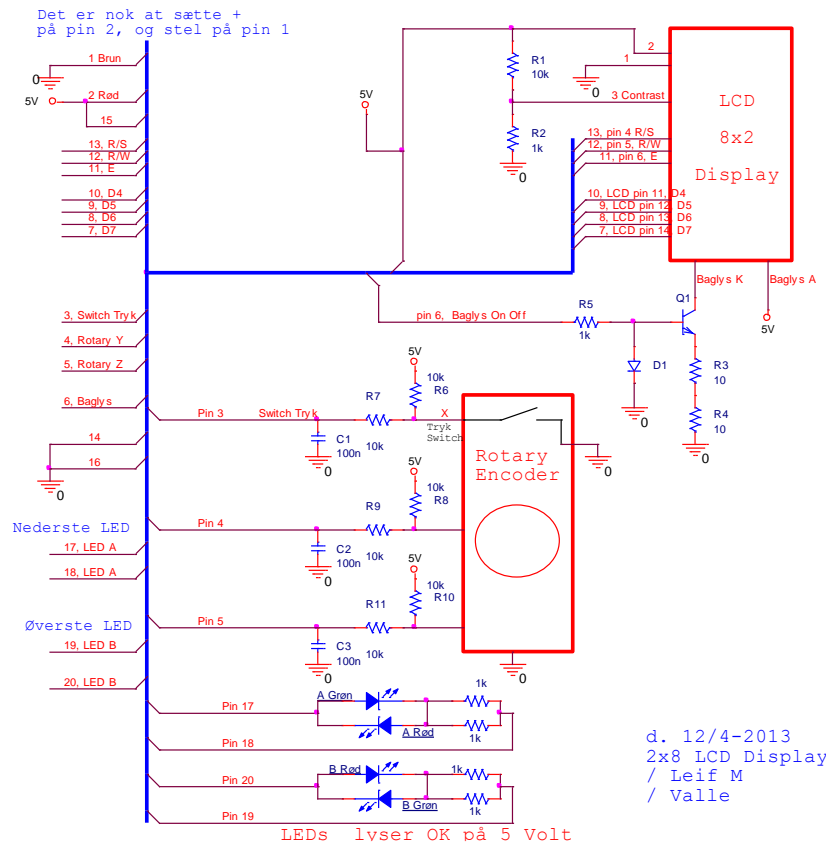 Det er nok at sætte +
på pin 2, og stel på pin 1
1 Brun
0
5V
2 Rød
15
13, R/S
12, R/W
11, E
10, D4
9, D5
8, D6
7, D7
3, Switch Tryk
4, Rotary Y
5, Rotary Z
6, Baglys
14
16
0
Nederste LED
17, LED A
18, LED A
Øverste LED
19, LED B
20, LED B
5V
R1
10k
R2
1k
0
0
2
1
3 Contrast
13, pin 4 R/S
12, pin 5, R/W
11, pin 6, E
10, LCD pin 11, D4
9, LCD pin 12, D5
8, LCD pin 13, D6
7, LCD pin 14, D7
LCD
8x2
Display
Baglys K
Baglys A
5V
pin 6, Baglys On Off
R5
1k
Q1
D1
0
R3
10
R4
10
0
Pin 3
Switch Tryk
R7
10k
C1
100n
0
5V
10k
R6
X
Tryk
Switch
0
Rotary
Encoder
0
Pin 4
R9
10k
C2
100n
0
5V
10k
R8
Pin 5
R11
10k
C3
100n
0
5V
10k
R10
Pin 17
A Grøn
1k
A Rød
1k
Pin 18
Pin 20
B Rød
1k
B Grøn
1k
Pin 19
LEDs lyser OK på 5 Volt
d. 12/4-2013
2x8 LCD Display
/ Leif M
/ Valle